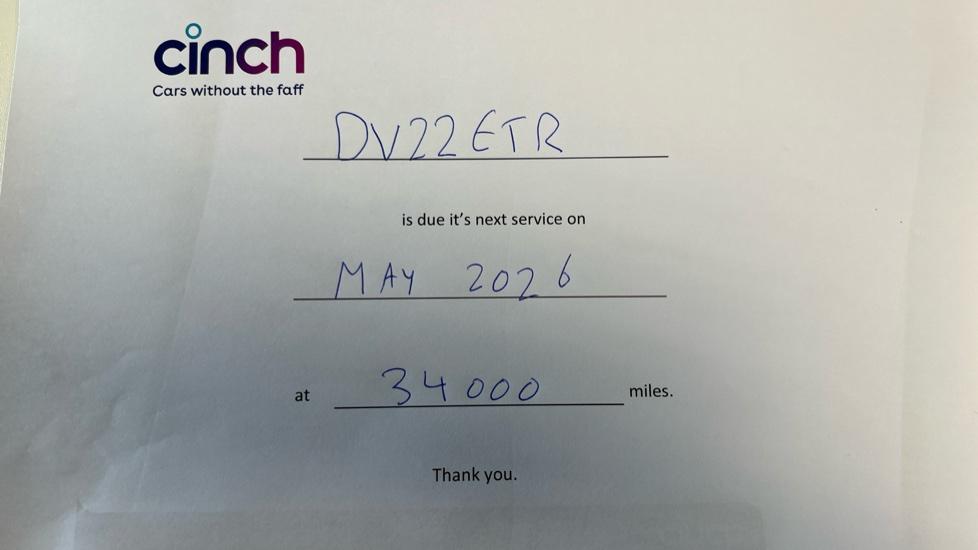 cinch
Cars without the faff
DV22ETR
is due it's next service on
MAY 2026
at 34000 miles.
Thank you.